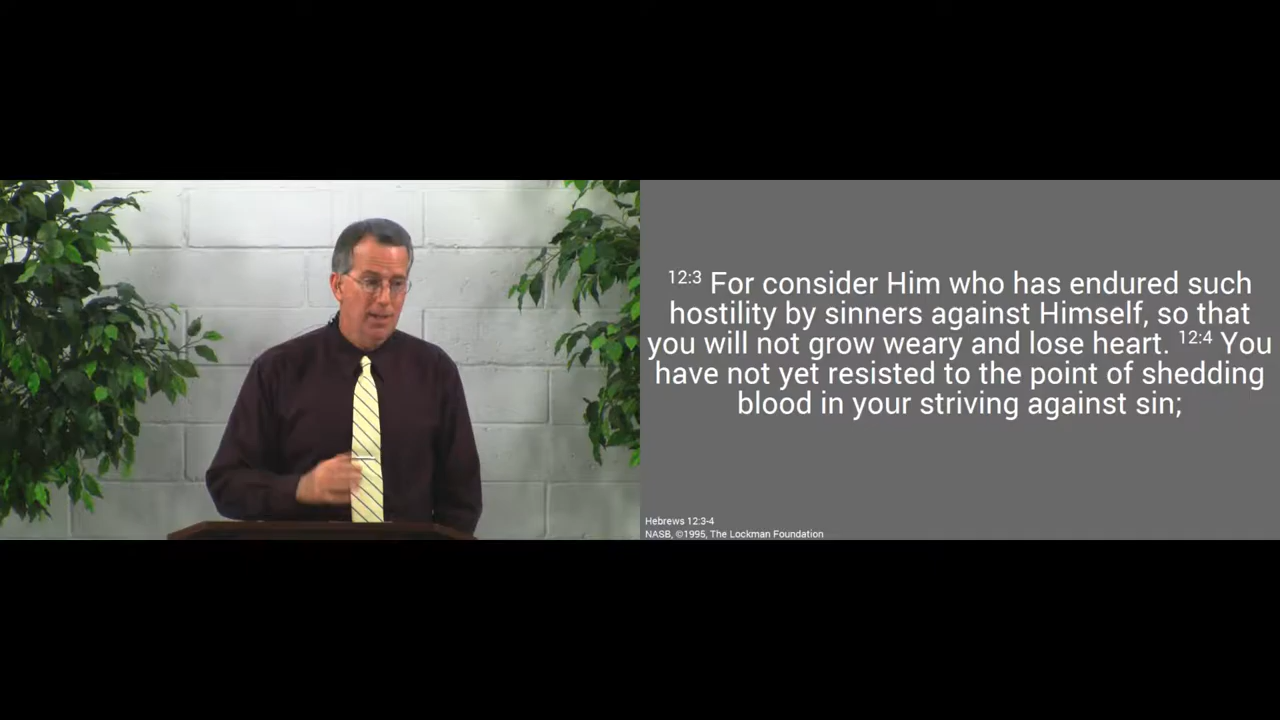 12:3 For consider Him who has endured such
hostility by sinners against Himself, so that
you will not grow weary and lose heart. 12:4 You
have not yet resisted to the point of shedding
blood in your striving against sin;
Hebrews 12:3-4
NASB, ©1995, The Lockman Foundation